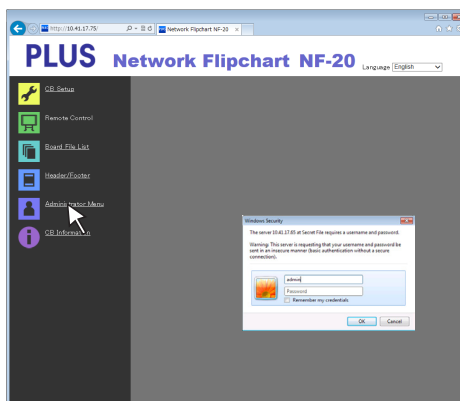 http://10.41.17.75/
Network Flipchart NF-20
PLUS Network Flipchart NF-20
Language English
CB Setup
Remote Control
Board File List
Header/Footer
Administrator Menu
CB Information
Windows Security
The server 10.41.17.65 at Secret File requires a username and password.
Warning: This server is requesting that your username and password be
sent in an insecure manner (basic authentication without a secure
connection).
admin
Password
Remember my credentials
OK Cancel